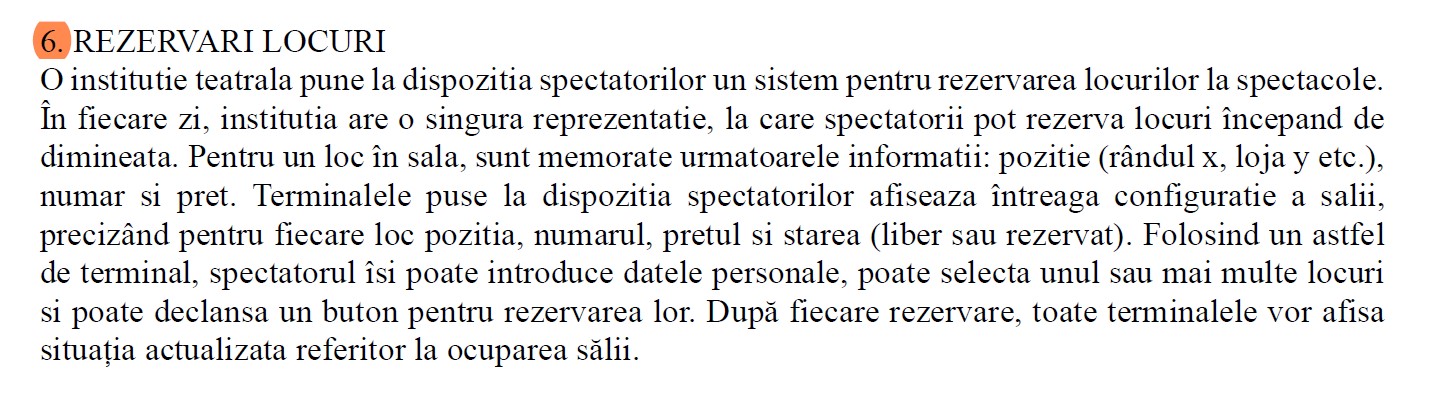 6. REZERVARI LOCURI
O institutie teatrala pune la dispozitia spectatorilor un sistem pentru rezervarea locurilor la spectacole.
În fiecare zi, institutia are o singura reprezentatie, la care spectatorii pot rezerva locuri începand de
dimineata. Pentru un loc în sala, sunt memorate urmatoarele informatii: pozitie (rândul x, loja y etc.),
numar si pret. Terminalele puse la dispozitia spectatorilor afiseaza întreaga configuratie a salii,
precizând pentru fiecare loc pozitia, numarul, pretul si starea (liber sau rezervat). Folosind un astfel
de terminal, spectatorul îsi poate introduce datele personale, poate selecta unul sau mai multe locuri
si poate declansa un buton pentru rezervarea lor. După fiecare rezervare, toate terminalele vor afisa
situația actualizata referitor la ocuparea sălii.